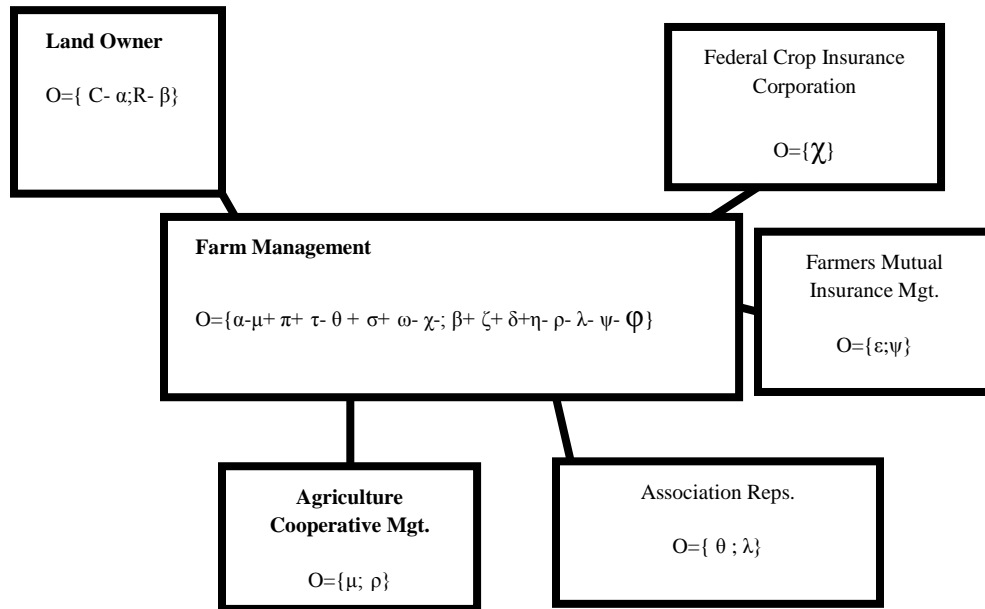 Land Owner
O={ C- α;R- β}
Federal Crop Insurance
Corporation
O={χ}
Farm Management
O={α-μ+ π+ τ- θ + σ+ ω- χ-; β+ ζ+ δ+η- ρ- λ- ψ- φ}
Farmers Mutual
Insurance Mgt.
O={ε;ψ}
Agriculture
Cooperative Mgt.
O={μ; ρ}
Association Reps.
O={ θ ; λ}